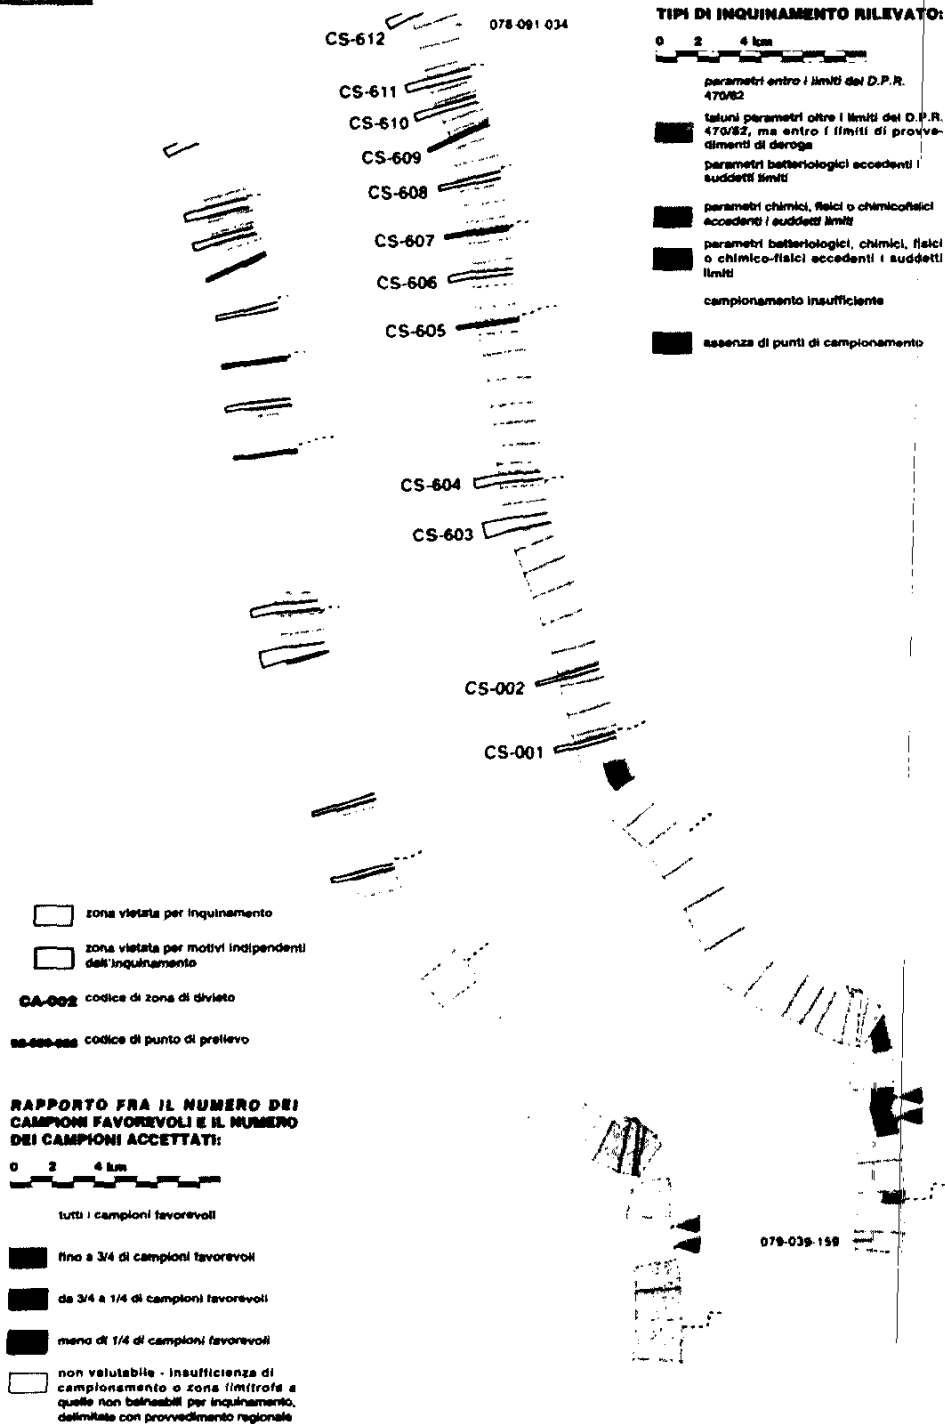 TIPI DI INQUINAMENTO RILEVATO:
0 2 4 km
parametri entro i limiti del D.P.R.
470/82
taluni parametri oltre i limiti del D.P.R.
470/82, ma entro i limiti di provve-
dimenti di deroga
parametri batteriologici accedenti i
suddetti limiti
parametri chimici, fisici o chimicofisici
accedenti i suddetti limiti
parametri batteriologici, chimici, fisici
o chimico-fisici accedenti i suddetti
limiti
campionamento insufficiente
assenza di punti di campionamento
078-091-034
CS-612
CS-611
CS-610
CS-609
CS-608
CS-607
CS-606
CS-605
CS-604
CS-603
CS-002
CS-001
079-039-159
zona vietata per inquinamento
zona vietata per motivi indipendenti
dall'inquinamento
CA-002 codice di zona di divieto
codice di punto di prelievo
RAPPORTO FRA IL NUMERO DEI
CAMPIONI FAVOREVOLI E IL NUMERO
DEI CAMPIONI ACCETTATI:
0 2 4 km
tutti i campioni favorevoli
fino a 3/4 di campioni favorevoli
da 3/4 a 1/4 di campioni favorevoli
meno di 1/4 di campioni favorevoli
non valutabile - insufficienza di
campionamento o zona limitrofa a
quelle non balneabili per inquinamento,
delimitate con provvedimento regionale